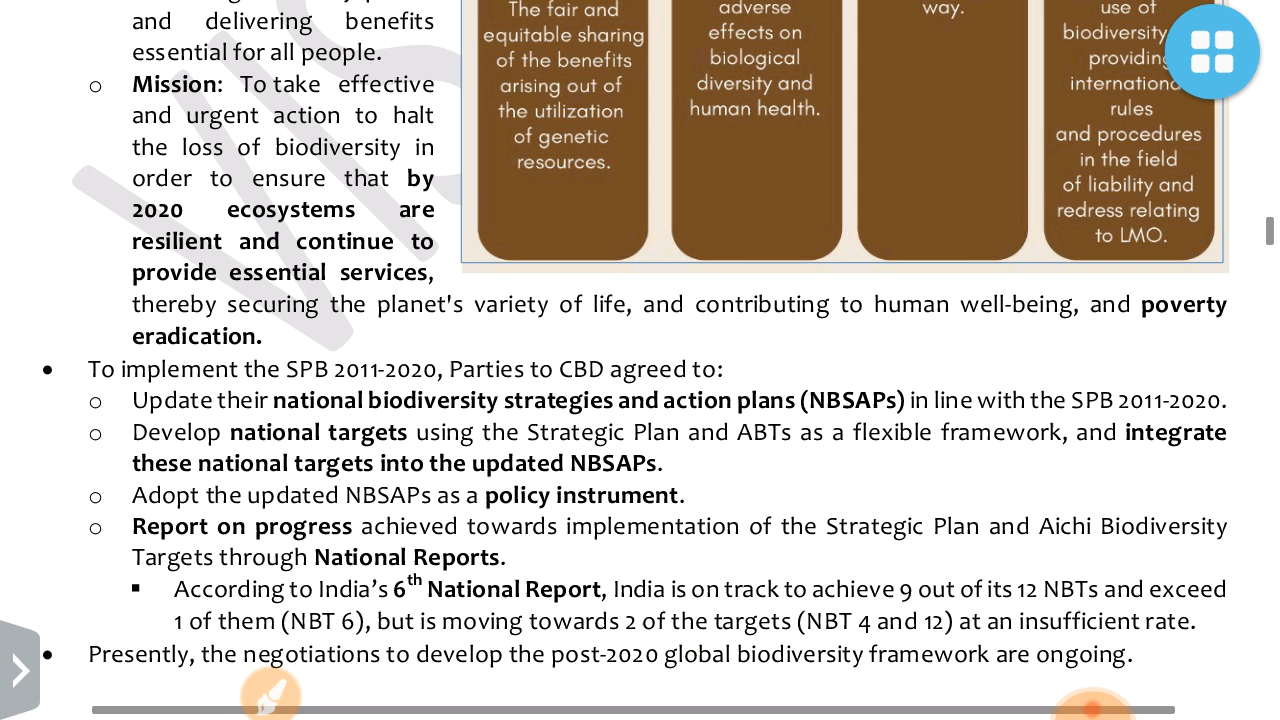 and delivering benefits
essential for all people.
o Mission: To take effective
and urgent action to halt
the loss of biodiversity in
order to ensure that by
2020 ecosystems are
resilient and continue to
provide essential services,
thereby securing the planet's variety of life, and contributing to human well-being, and poverty
eradication.
The fair and
equitable sharing
of the benefits
arising out of
the utilization
of genetic
resources.
adverse
effects on
biological
diversity and
human health.
way.
use of
biodiversity
providing
international
rules
and procedures
in the field
of liability and
redress relating
to LMO.
• To implement the SPB 2011-2020, Parties to CBD agreed to:
o Update their national biodiversity strategies and action plans (NBSAPs) in line with the SPB 2011-2020.
o Develop national targets using the Strategic Plan and ABTs as a flexible framework, and integrate
these national targets into the updated NBSAPs.
o Adopt the updated NBSAPs as a policy instrument.
o Report on progress achieved towards implementation of the Strategic Plan and Aichi Biodiversity
Targets through National Reports.
▪ According to India's 6th National Report, India is on track to achieve 9 out of its 12 NBTs and exceed
1 of them (NBT 6), but is moving towards 2 of the targets (NBT 4 and 12) at an insufficient rate.
• Presently, the negotiations to develop the post-2020 global biodiversity framework are ongoing.